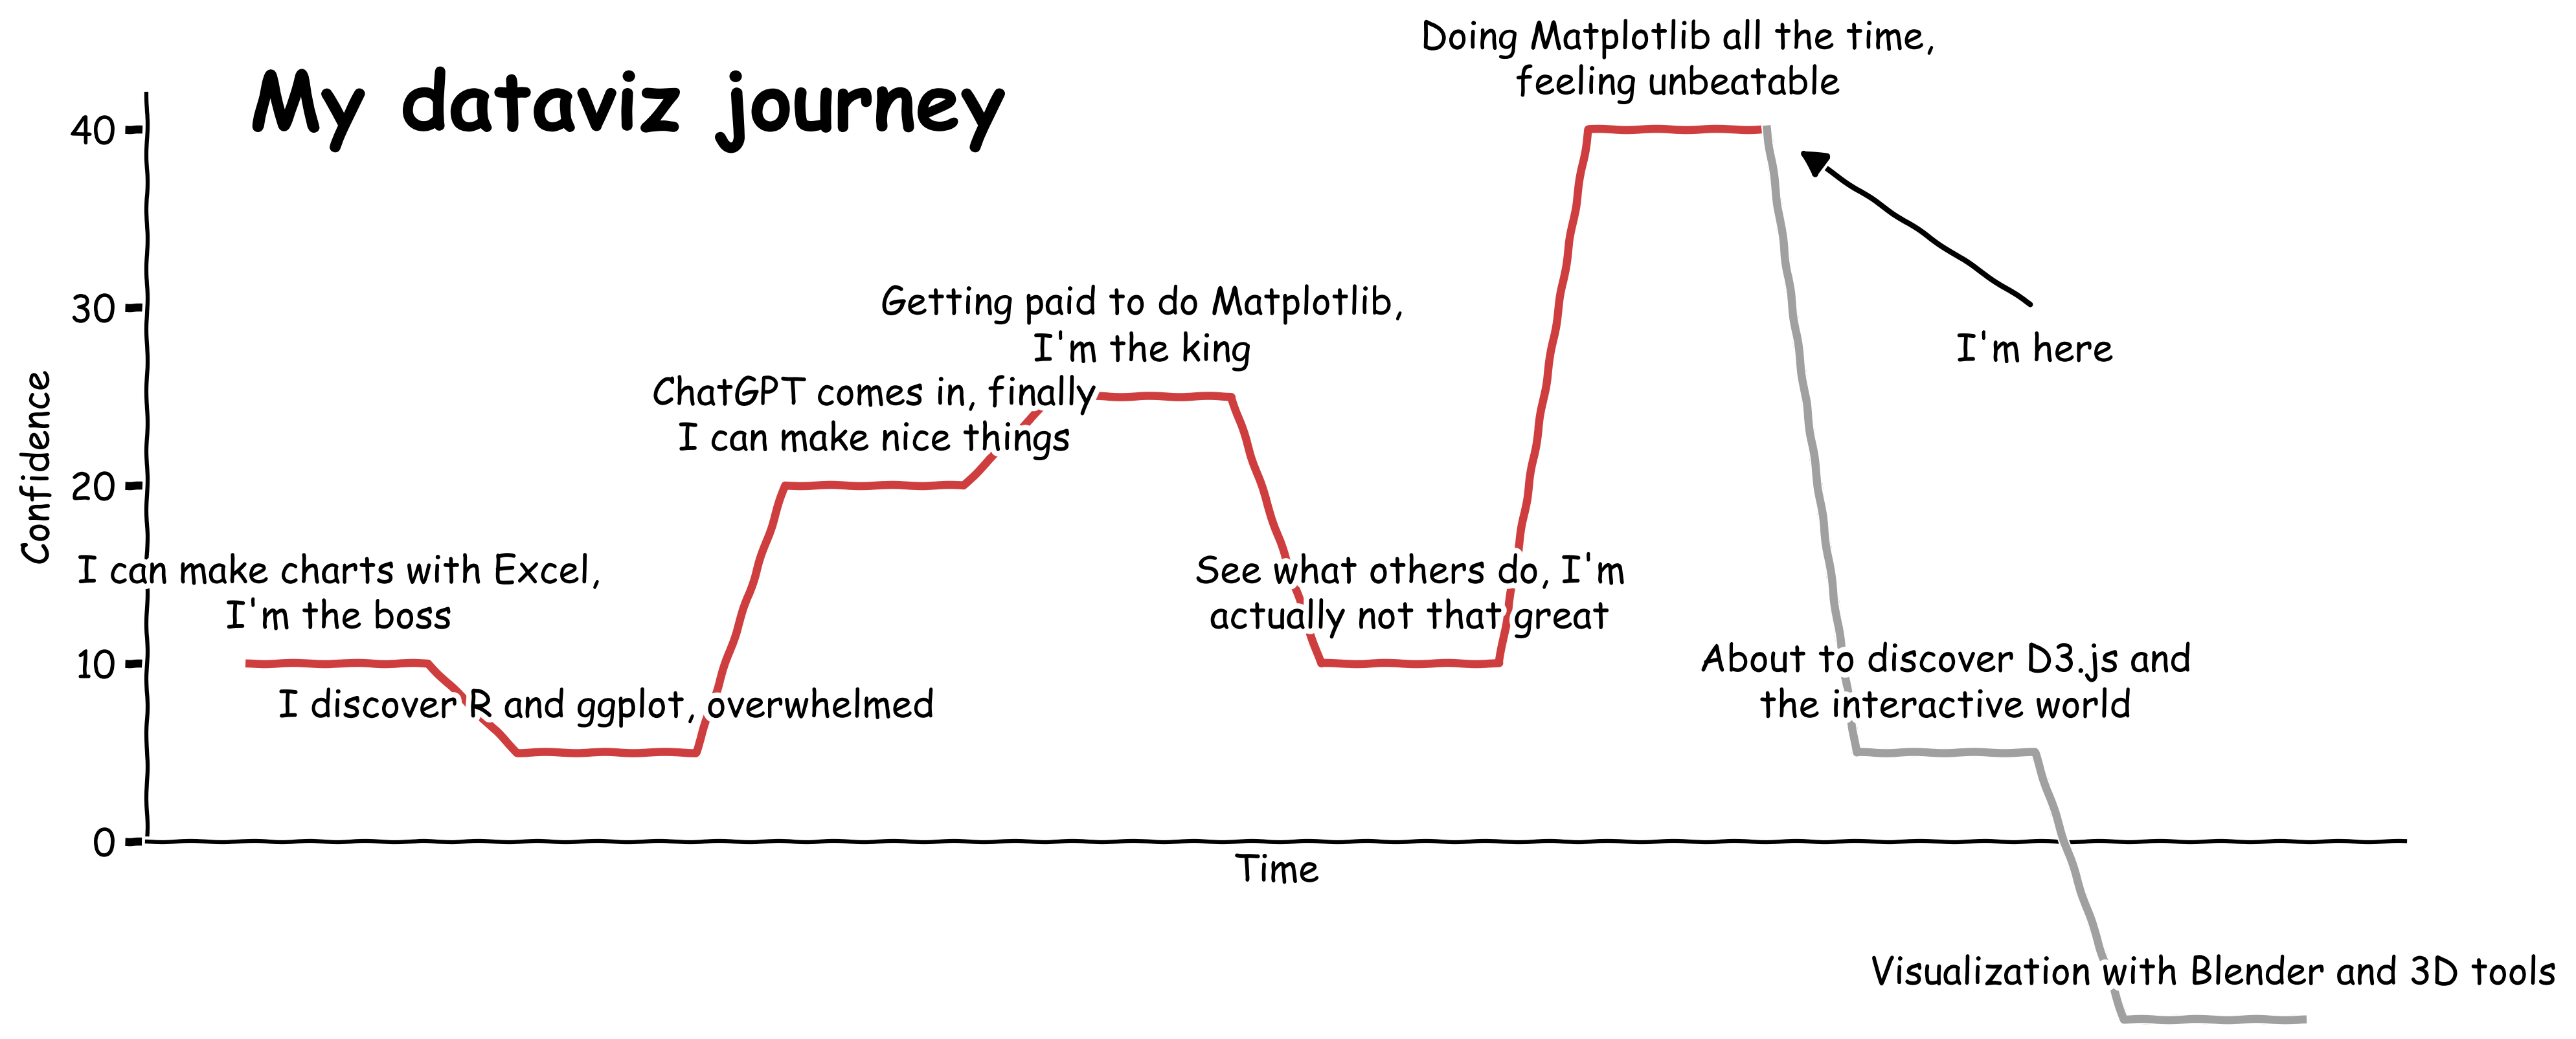 My dataviz journey
Doing Matplotlib all the time,
feeling unbeatable
40
30
20
10
0
Confidence
Time
I can make charts with Excel,
I'm the boss
I discover R and ggplot, overwhelmed
ChatGPT comes in, finally
I can make nice things
Getting paid to do Matplotlib,
I'm the king
See what others do, I'm
actually not that great
I'm here
About to discover D3.js and
the interactive world
Visualization with Blender and 3D tools